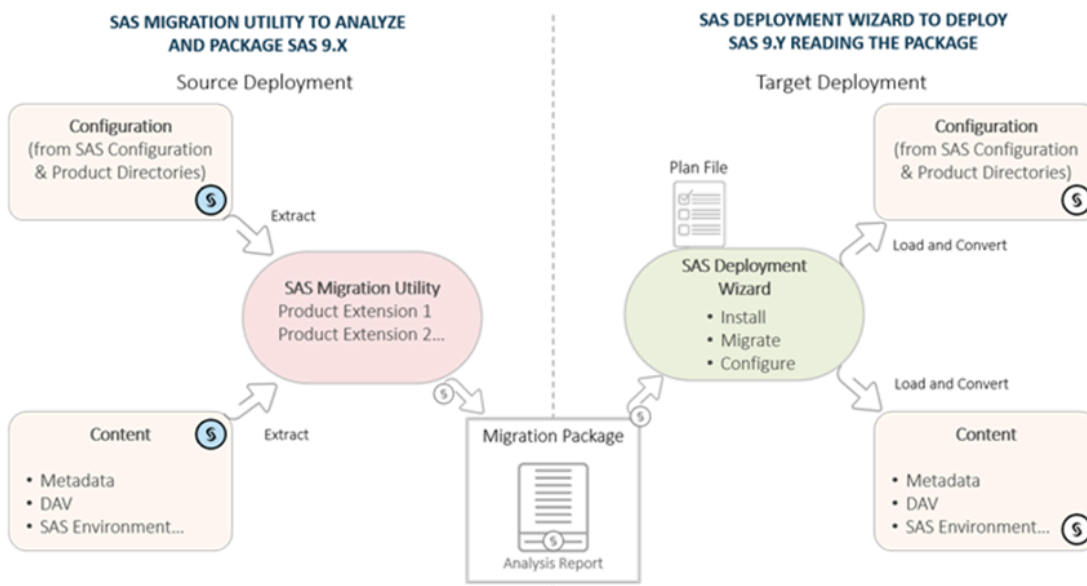 SAS MIGRATION UTILITY TO ANALYZE
AND PACKAGE SAS 9.X
Source Deployment
Configuration
(from SAS Configuration
& Product Directories)
Extract
SAS Migration Utility
Product Extension 1
Product Extension 2...
Content
Extract
• Metadata
• DAV
• SAS Environment...
Migration Package
Analysis Report
SAS DEPLOYMENT WIZARD TO DEPLOY
SAS 9.Y READING THE PACKAGE
Target Deployment
Plan File
SAS Deployment
Wizard
• Install
• Migrate
• Configure
Configuration
(from SAS Configuration
& Product Directories)
Load and Convert
Load and Convert
Content
• Metadata
• DAV
• SAS Environment...